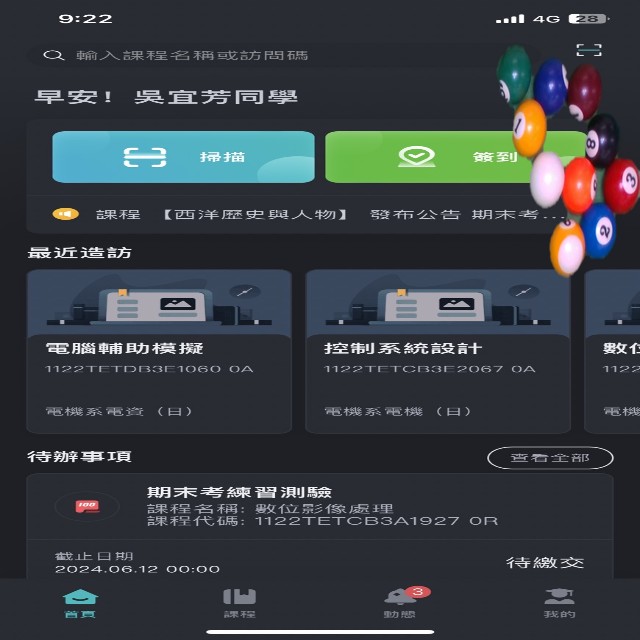 9:22
4G 28
輸入課程名稱或訪問碼
早安! 吳宜芳同學
掃描
簽到
課程 【西洋歷史與人物】 發布公告 期末考...
最近造訪
電腦輔助模擬
1122TETDB3E1060 0A
電機系電資(日)
控制系統設計
1122TETCB3E2067 0A
電機系電機(日)
數位
1122
電機
待辦事項
查看全部
100
期末考練習測驗
課程名稱: 數位影像處理
課程代碼: 1122TETCB3A1927 0R
截止日期
2024.06.12 00:00
待繳交
首頁
課程
3
動態
我的
1
8
3
2